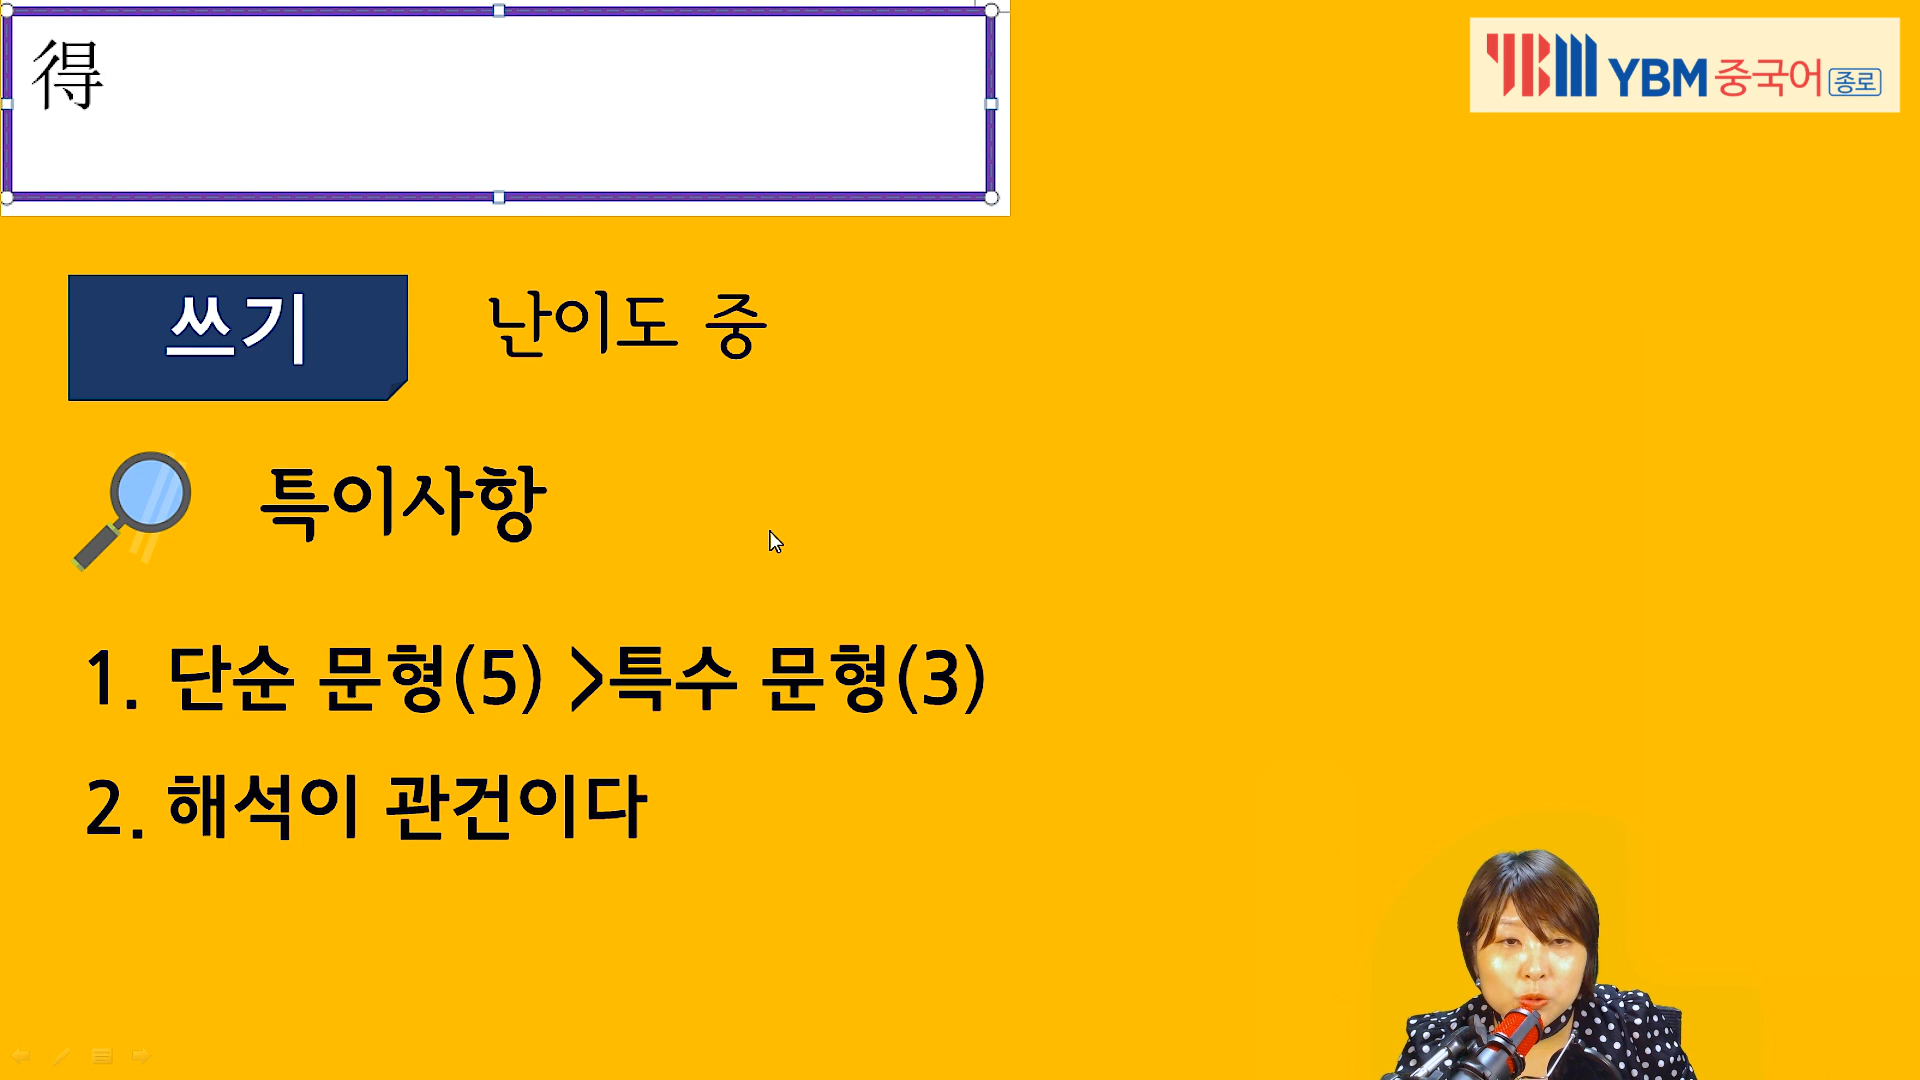 得
YBM 중국어 종로
쓰기
난이도 중
특이사항
1. 단순 문형(5) >특수 문형(3)
2. 해석이 관건이다